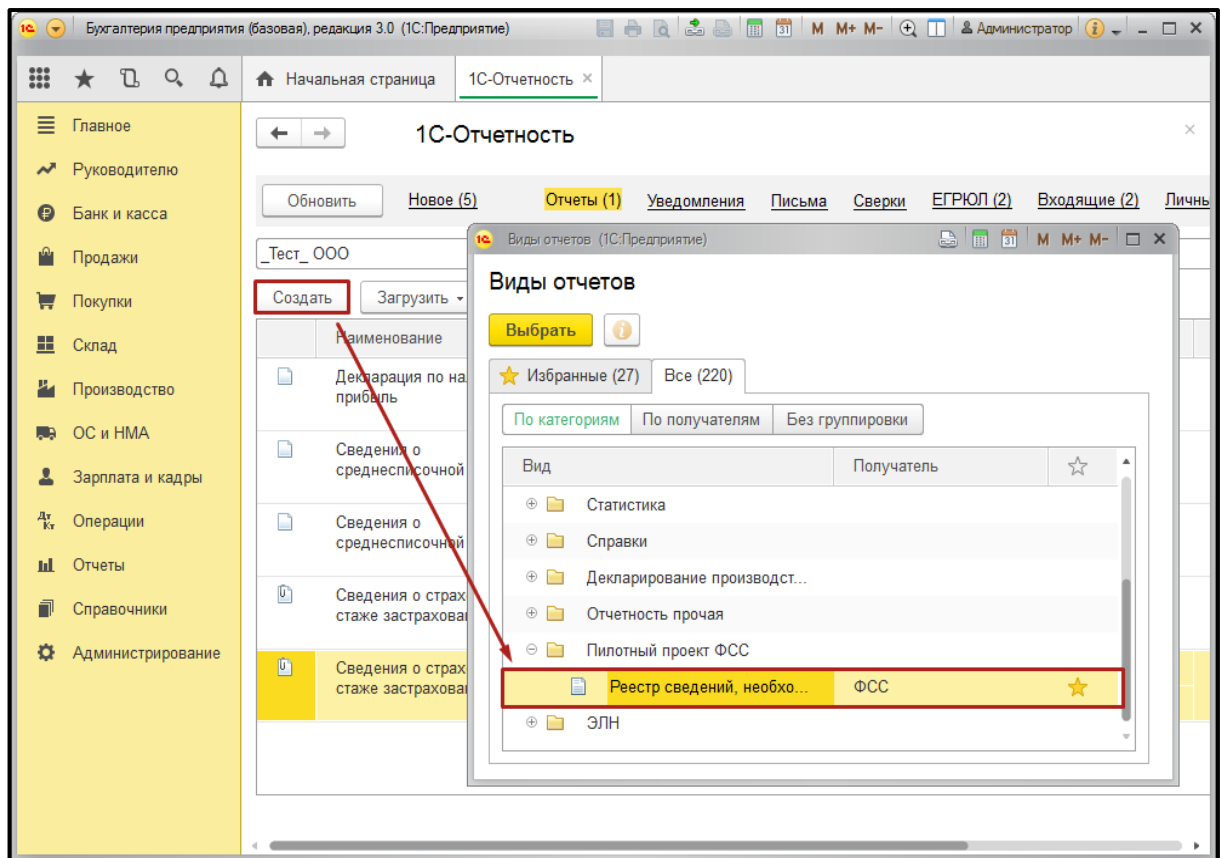 Бухгалтерия предприятия (базовая), редакция 3.0 (1С:Предприятие) 31 M M+ M- Администратор
Начальная страница 1С-Отчетность ×
Главное
Руководителю
Банк и касса
Продажи
Покупки
Склад
Производство
ОС и НМА
Зарплата и кадры
Дт Кт Операции
Отчеты
Справочники
Администрирование
1С-Отчетность
Обновить Новое (5) Отчеты (1) Уведомления Письма Сверки ЕГРЮЛ (2) Входящие (2) Личны
_Тест_ ООО
Создать Загрузить
Наименование
Декларация по на
прибыль
Сведения о
среднесписочной
Сведения о
среднесписочной
Сведения о страх
стаже застрахова
Сведения о страх
стаже застрахова
1С Виды отчетов (1С:Предприятие) 31 M M+ M-
Виды отчетов
Выбрать
Избранные (27) Все (220)
По категориям По получателям Без группировки
Вид Получатель
Статистика
Справки
Декларирование производст...
Отчетность прочая
Пилотный проект ФСС
Реестр сведений, необхо... ФСС
ЭЛН